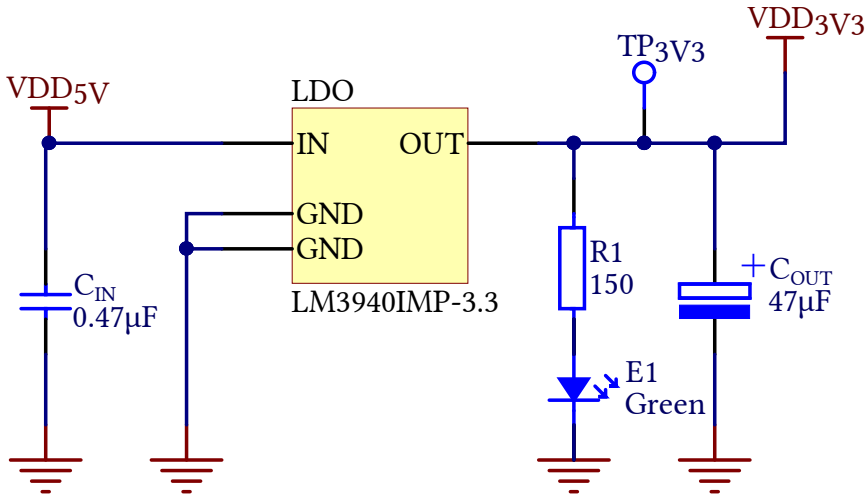 VDD5V
LDO
IN
OUT
GND
GND
LM3940IMP-3.3
CIN
0.47µF
TP3V3
VDD3V3
R1
150
E1
Green
+
COUT
47µF